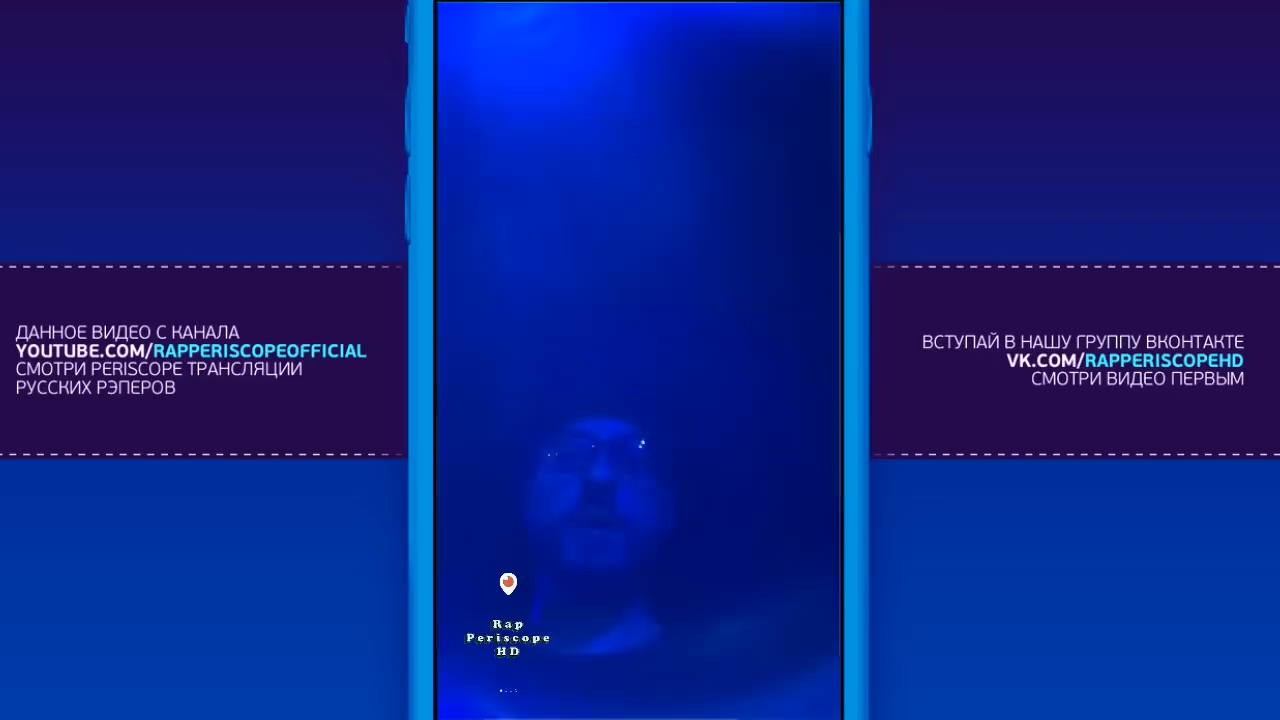 ДАННОЕ ВИДЕО С КАНАЛА
YOUTUBE.COM/RAPPERISCOPEOFFICIAL
СМОТРИ PERISCOPE ТРАНСЛЯЦИИ
РУССКИХ РЭПЕРОВ
ВСТУПАЙ В НАШУ ГРУППУ ВКОНТАКТЕ
VK.COM/RAPPERISCOPEHD
СМОТРИ ВИДЕО ПЕРВЫМ
Rap
Periscope
HD